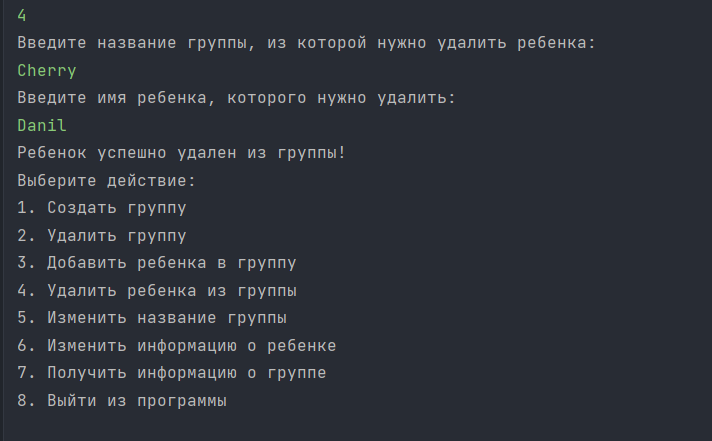 4
Введите название группы, из которой нужно удалить ребенка:
Cherry
Введите имя ребенка, которого нужно удалить:
Danil
Ребенок успешно удален из группы!
Выберите действие:
1. Создать группу
2. Удалить группу
3. Добавить ребенка в группу
4. Удалить ребенка из группы
5. Изменить название группы
6. Изменить информацию о ребенке
7. Получить информацию о группе
8. Выйти из программы